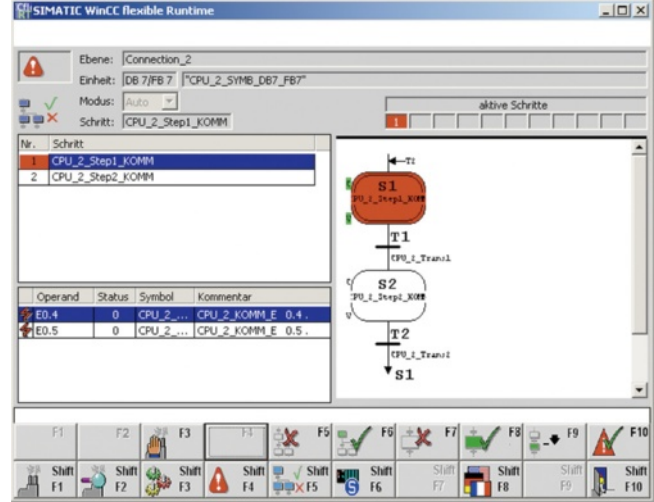 SIMATIC WinCC flexible Runtime
Ebene: Connection_2
Einheit: DB 7/FB 7 "CPU_2_SYMB_DB7_FB7"
Modus: Auto
aktive Schritte
Schritt: CPU_2_Step1_KOMM
1
Nr. Schritt
1 CPU_2_Step1_KOMM
2 CPU_2_Step2_KOMM
T2
S1
T1
S2
T2
S1
Operand Status Symbol Kommentar
E0.4 0 CPU_2_... CPU_2_KOMM_E 0.4 .
E0.5 0 CPU_2_... CPU_2_KOMM_E 0.5 .
F1 F2 F3 F4 F5 F6 F7 F8 F9 F10
Shift F1 Shift F2 Shift F3 Shift F4 Shift F5 Shift F6 Shift F7 Shift F8 Shift F9 Shift F10